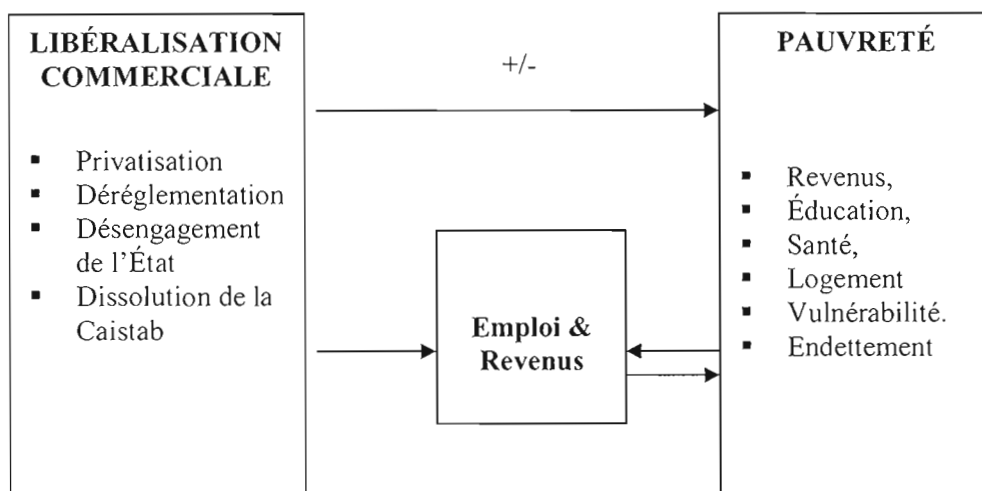 LIBÉRALISATION
COMMERCIALE
▪ Privatisation
▪ Déréglementation
▪ Désengagement
de l'État
▪ Dissolution de la
Caistab
+/-
Emploi &
Revenus
PAUVRETÉ
▪ Revenus,
▪ Éducation,
▪ Santé,
▪ Logement
▪ Vulnérabilité.
▪ Endettement